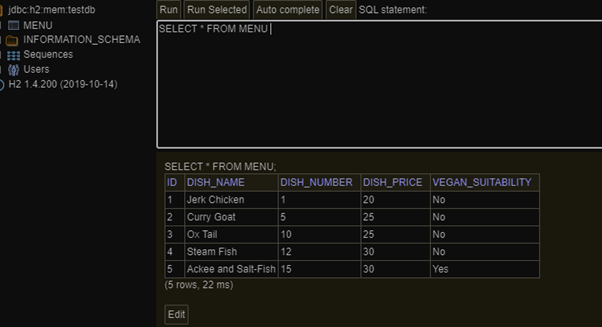 jdbc:h2:mem:testdb
MENU
INFORMATION_SCHEMA
Sequences
Users
H2 1.4.200 (2019-10-14)
Run Run Selected Auto complete Clear SQL statement:
SELECT * FROM MENU
SELECT * FROM MENU;
ID DISH_NAME DISH_NUMBER DISH_PRICE VEGAN_SUITABILITY
1 Jerk Chicken 1 20 No
2 Curry Goat 5 25 No
3 Ox Tail 10 25 No
4 Steam Fish 12 30 No
5 Ackee and Salt-Fish 15 30 Yes
(5 rows, 22 ms)
Edit